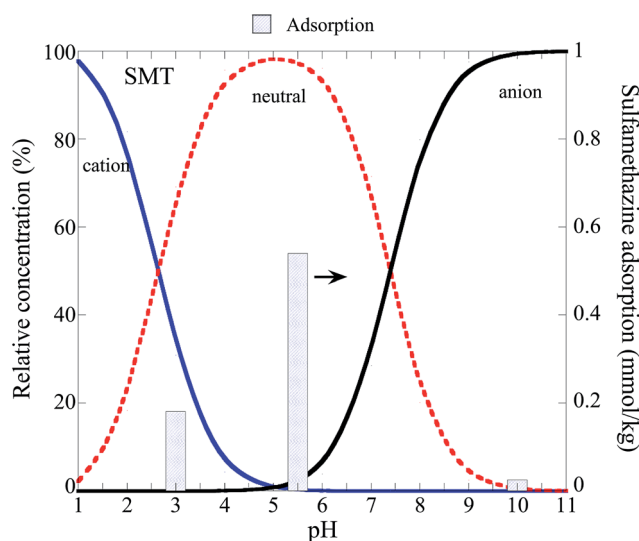 Adsorption
SMT
cation
neutral
anion
100
80
60
40
20
0
Relative concentration (%)
1
0.8
0.6
0.4
0.2
0
Sulfamethazine adsorption (mmol/kg)
1 2 3 4 5 6 7 8 9 10 11
pH